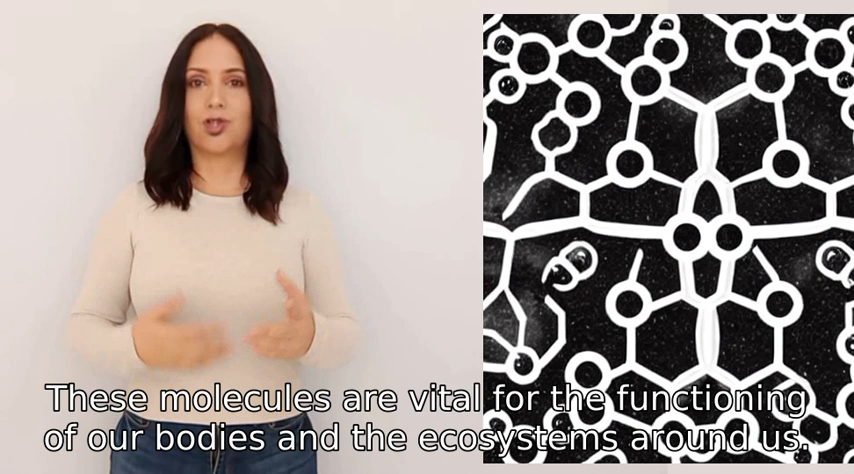 These molecules are vital for the functioning
of our bodies and the ecosystems around us.